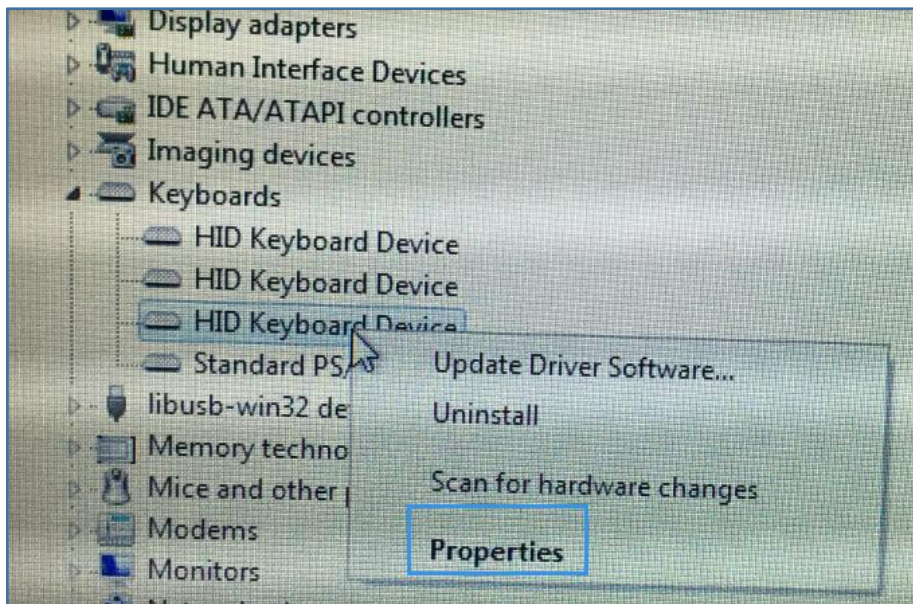 Display adapters
Human Interface Devices
IDE ATA/ATAPI controllers
Imaging devices
Keyboards
HID Keyboard Device
HID Keyboard Device
HID Keyboard Device
Standard PS/
libusb-win32 de
Memory techno
Mice and other
Modems
Monitors
Update Driver Software...
Uninstall
Scan for hardware changes
Properties